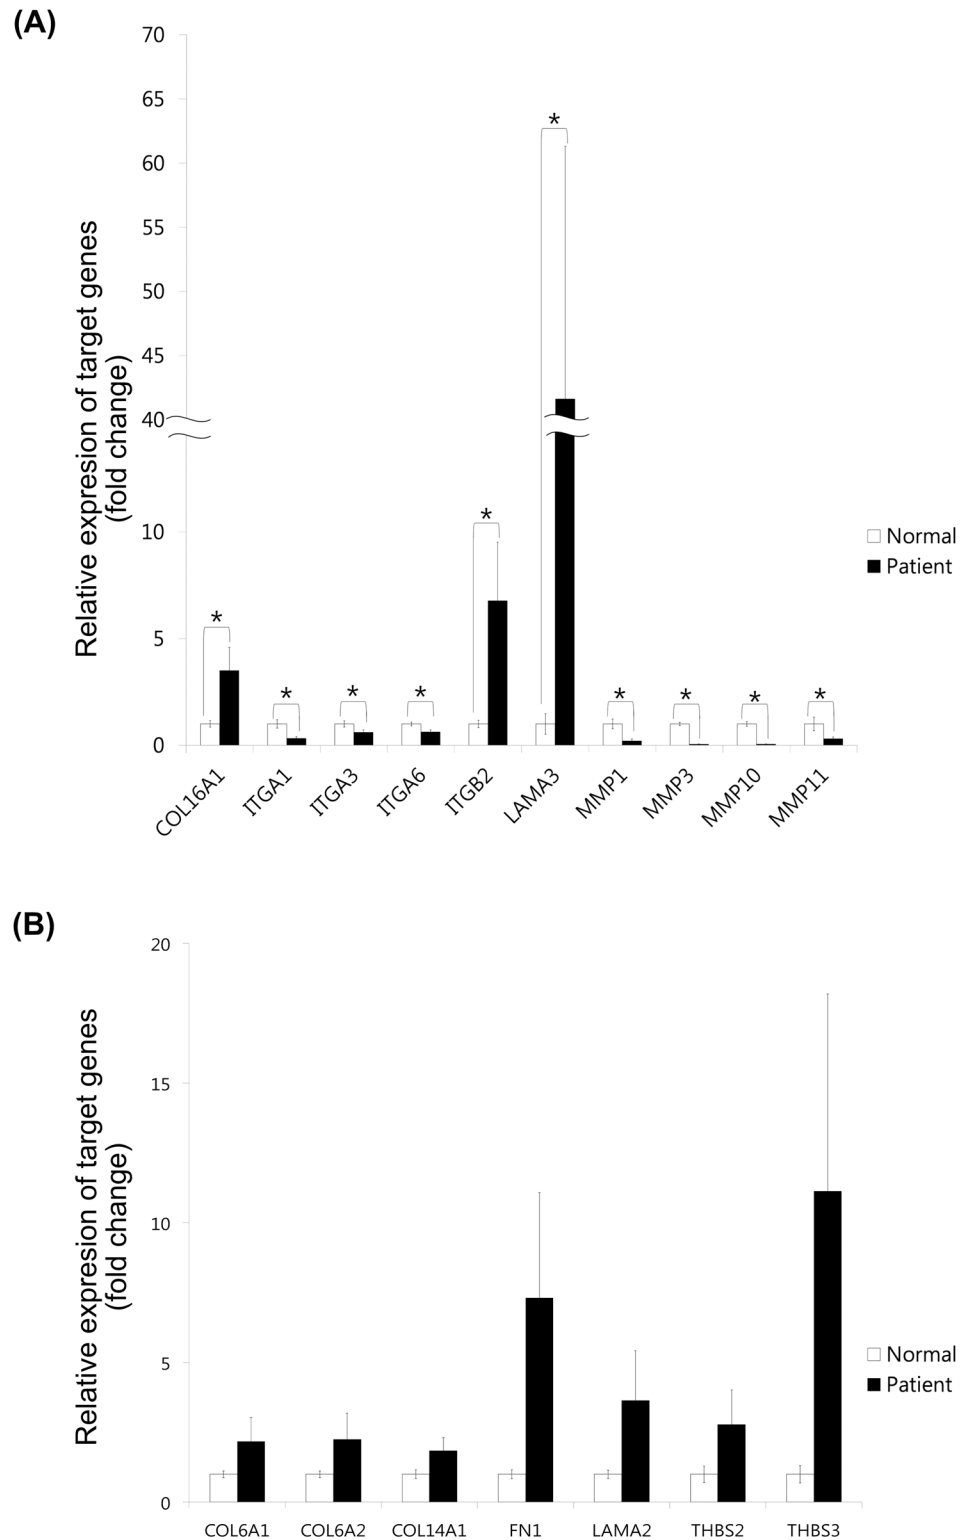 (A)
70
65
60
55
50
45
40
10
5
0
Relative expresion of target genes
(fold change)
*
*
*
*
*
*
*
*
*
*
Normal
Patient
COL16A1
ITGA1
ITGA3
ITGA6
ITGB2
LAMA3
MMP1
MMP3
MMP10
MMP11
(B)
20
15
10
5
0
Relative expresion of target genes
(fold change)
Normal
Patient
COL6A1
COL6A2
COL14A1
FN1
LAMA2
THBS2
THBS3